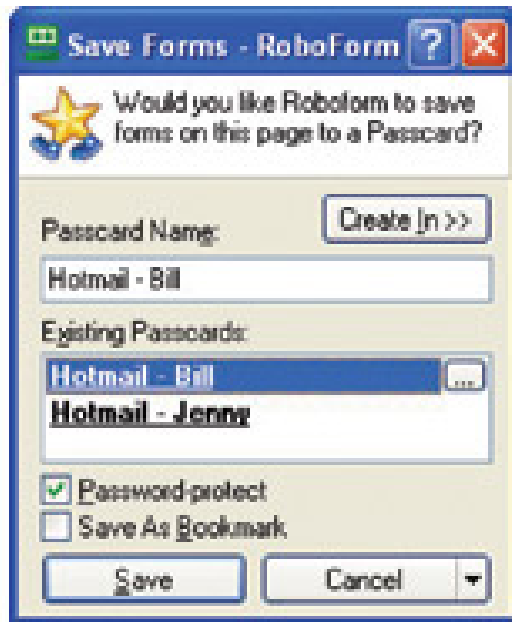 Save Forms - RoboForm
Would you like Roboform to save
forms on this page to a Passcard?
Create In >>
Passcard Name:
Hotmail - Bill
Existing Passcards:
Hotmail - Bill ...
Hotmail - Jenny
Password-protect
Save As Bookmark
Save Cancel